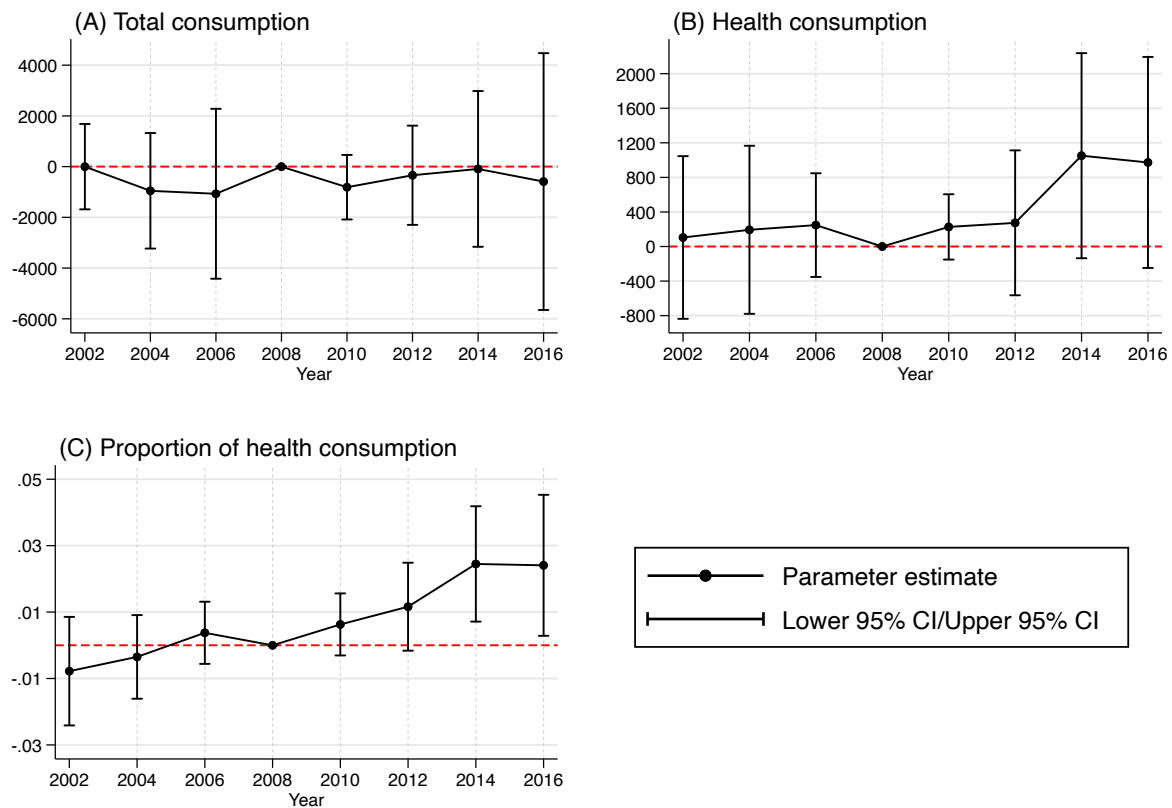 (A) Total consumption
4000
2000
0
-2000
-4000
-6000
2002 2004 2006 2008 2010 2012 2014 2016
Year
(B) Health consumption
2000
1600
1200
800
400
0
-400
-800
2002 2004 2006 2008 2010 2012 2014 2016
Year
(C) Proportion of health consumption
.05
.03
.01
-.01
-.03
2002 2004 2006 2008 2010 2012 2014 2016
Year
Parameter estimate
Lower 95% CI/Upper 95% CI